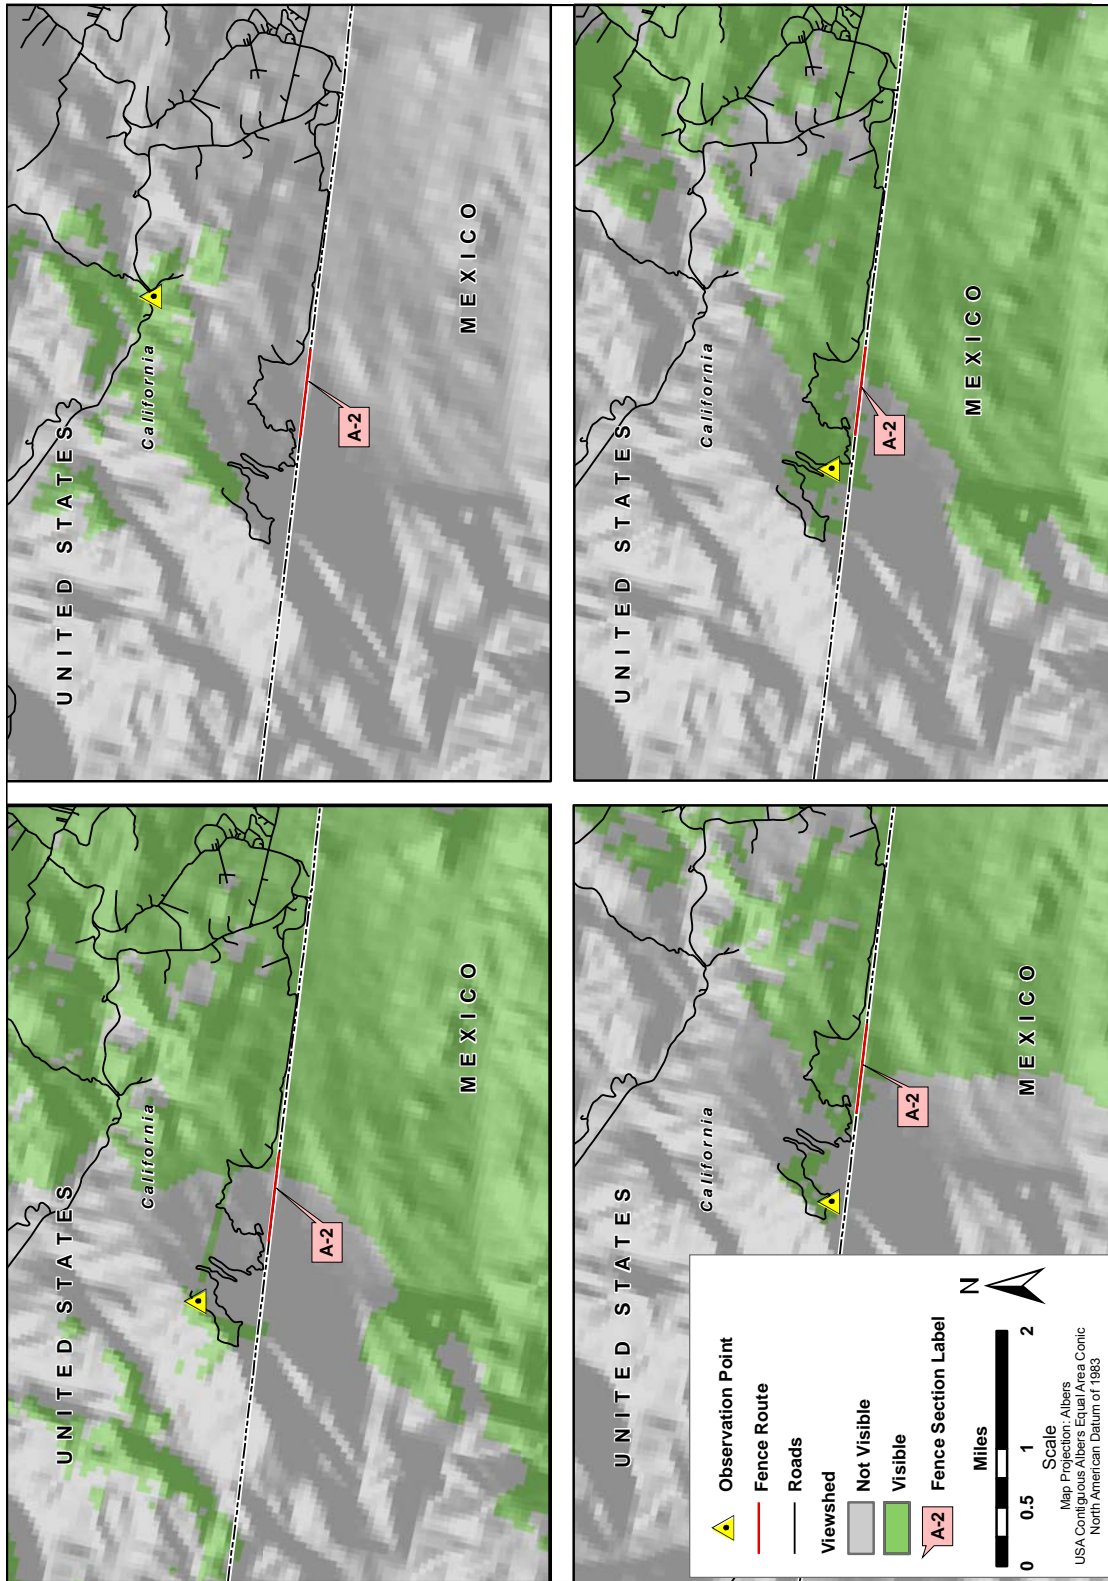 UNITED STATES
California
A-2
MEXICO
UNITED STATES
California
A-2
MEXICO
UNITED STATES
California
A-2
MEXICO
UNITED STATES
California
A-2
MEXICO
Observation Point
Fence Route
Roads
Viewshed
Not Visible
Visible
A-2 Fence Section Label
Miles
0 0.5 1 2
Scale
Map Projection: Albers
USA Contiguous Albers Equal Area Conic
North American Datum of 1983
N